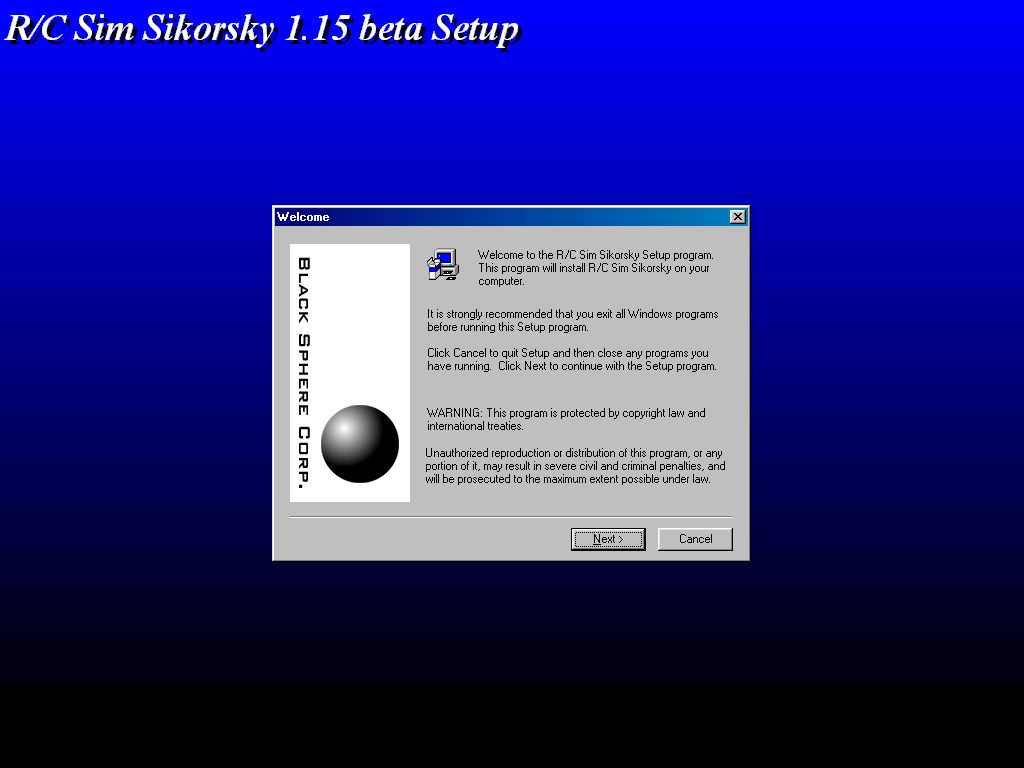 R/C Sim Sikorsky 1.15 beta Setup
Welcome
BLACK SPHERE CORP.
Welcome to the R/C Sim Sikorsky Setup program.
This program will install R/C Sim Sikorsky on your
computer.
It is strongly recommended that you exit all Windows programs
before running this Setup program.
Click Cancel to quit Setup and then close any programs you
have running.  Click Next to continue with the Setup program.
WARNING: This program is protected by copyright law and
international treaties.
Unauthorized reproduction or distribution of this program, or any
portion of it, may result in severe civil and criminal penalties, and
will be prosecuted to the maximum extent possible under law.
Next >
Cancel